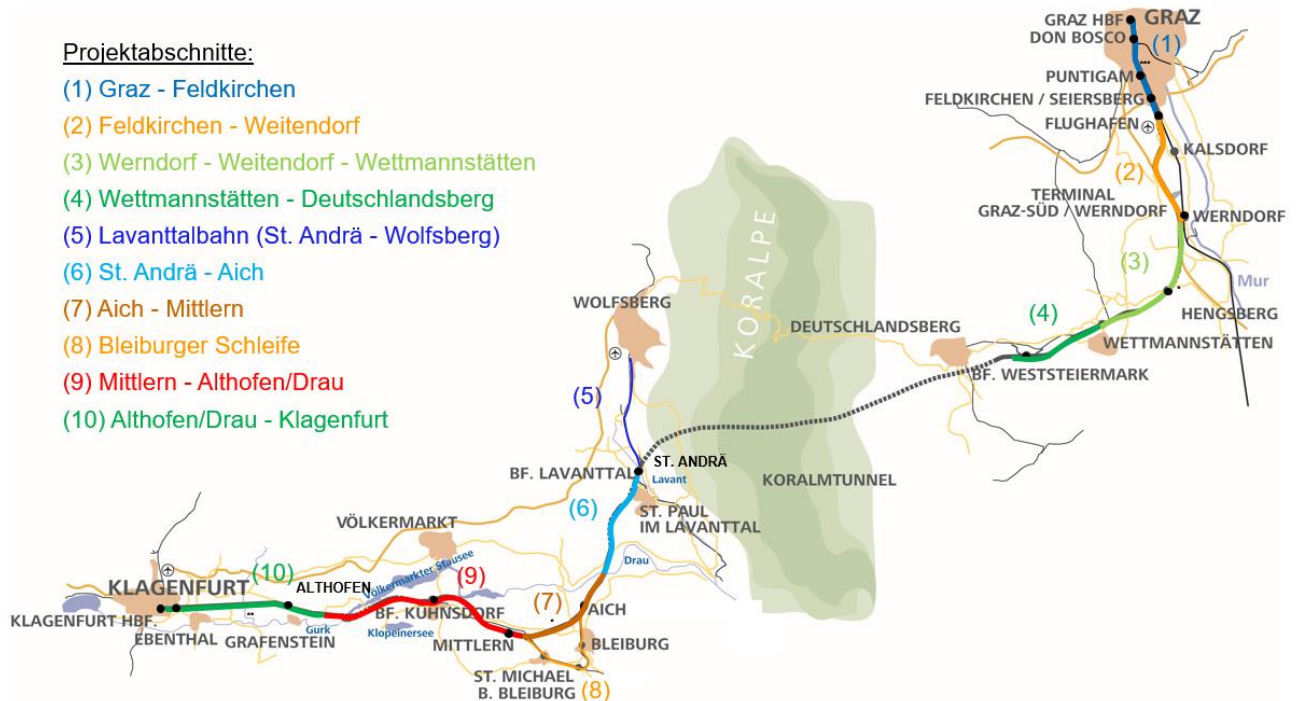 Projektabschnitte:
(1) Graz - Feldkirchen
(2) Feldkirchen - Weitendorf
(3) Werndorf - Weitendorf - Wettmannstätten
(4) Wettmannstätten - Deutschlandsberg
(5) Lavanttalbahn (St. Andrä - Wolfsberg)
(6) St. Andrä - Aich
(7) Aich - Mittlern
(8) Bleiburger Schleife
(9) Mittlern - Althofen/Drau
(10) Althofen/Drau - Klagenfurt
GRAZ HBF
GRAZ
DON BOSCO
(1)
PUNTIGAM
FELDKIRCHEN / SEIERSBERG
FLUGHAFEN
KALSDORF
(2)
TERMINAL
GRAZ-SÜD / WERNDORF
WERNDORF
(3)
Mur
HENGSBERG
(4)
WETTMANNSTÄTTEN
DEUTSCHLANDSBERG
BF. WESTSTEIERMARK
KORALPE
KORALMTUNNEL
WOLFSBERG
(5)
ST. ANDRÄ
BF. LAVANTTAL
Lavant
(6)
ST. PAUL
IM LAVANTTAL
VÖLKERMARKT
Drau
Völkermarkter Stausee
(9)
(7)
AICH
(10)
ALTHOFEN
KLAGENFURT
KLAGENFURT HBF.
EBENTHAL
GRAFENSTEIN
Gurk
BF. KUHNSDORF
Klopeinersee
MITTLERN
BLEIBURG
ST. MICHAEL
B. BLEIBURG
(8)